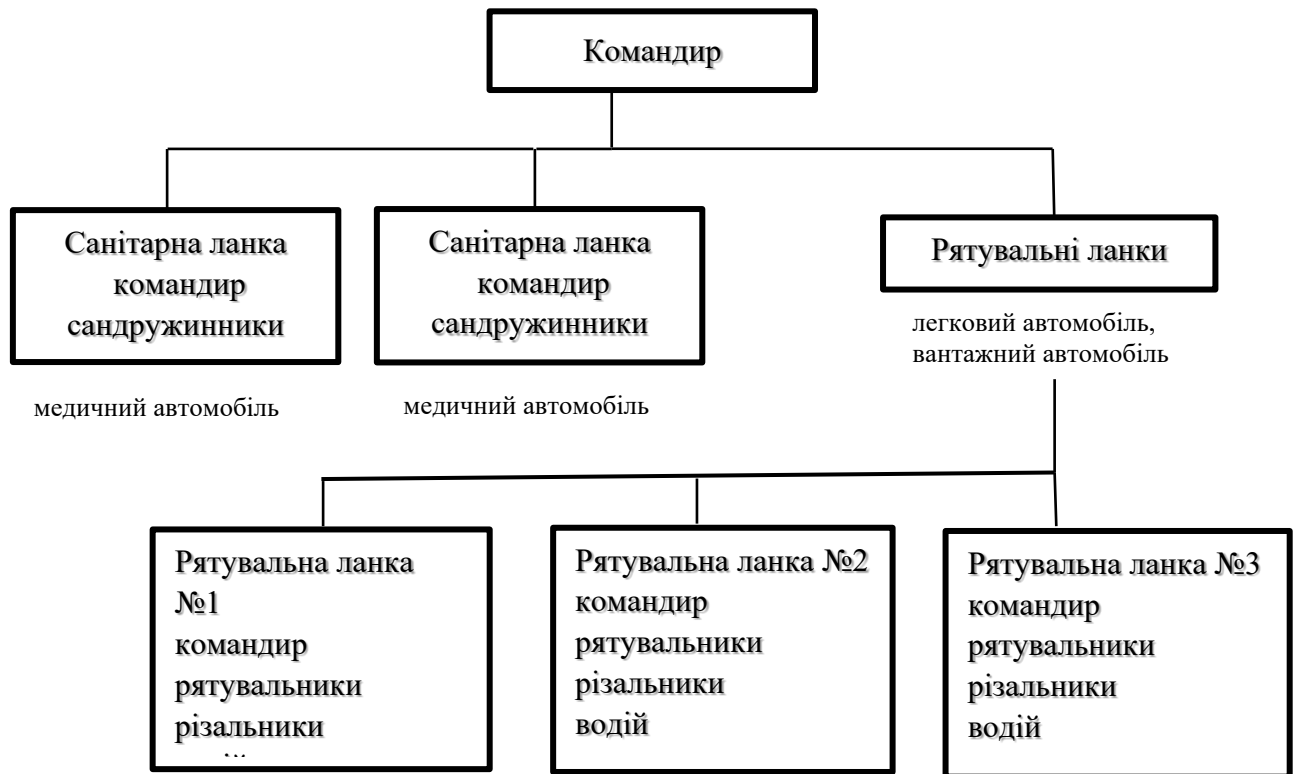 Командир
Санітарна ланка
командир
сандружинники
Санітарна ланка
командир
сандружинники
Рятувальні ланки
медичний автомобіль
медичний автомобіль
легковий автомобіль,
вантажний автомобіль
Рятувальна ланка
№1
командир
рятувальники
різальники
Рятувальна ланка №2
командир
рятувальники
різальники
водій
Рятувальна ланка №3
командир
рятувальники
різальники
водій